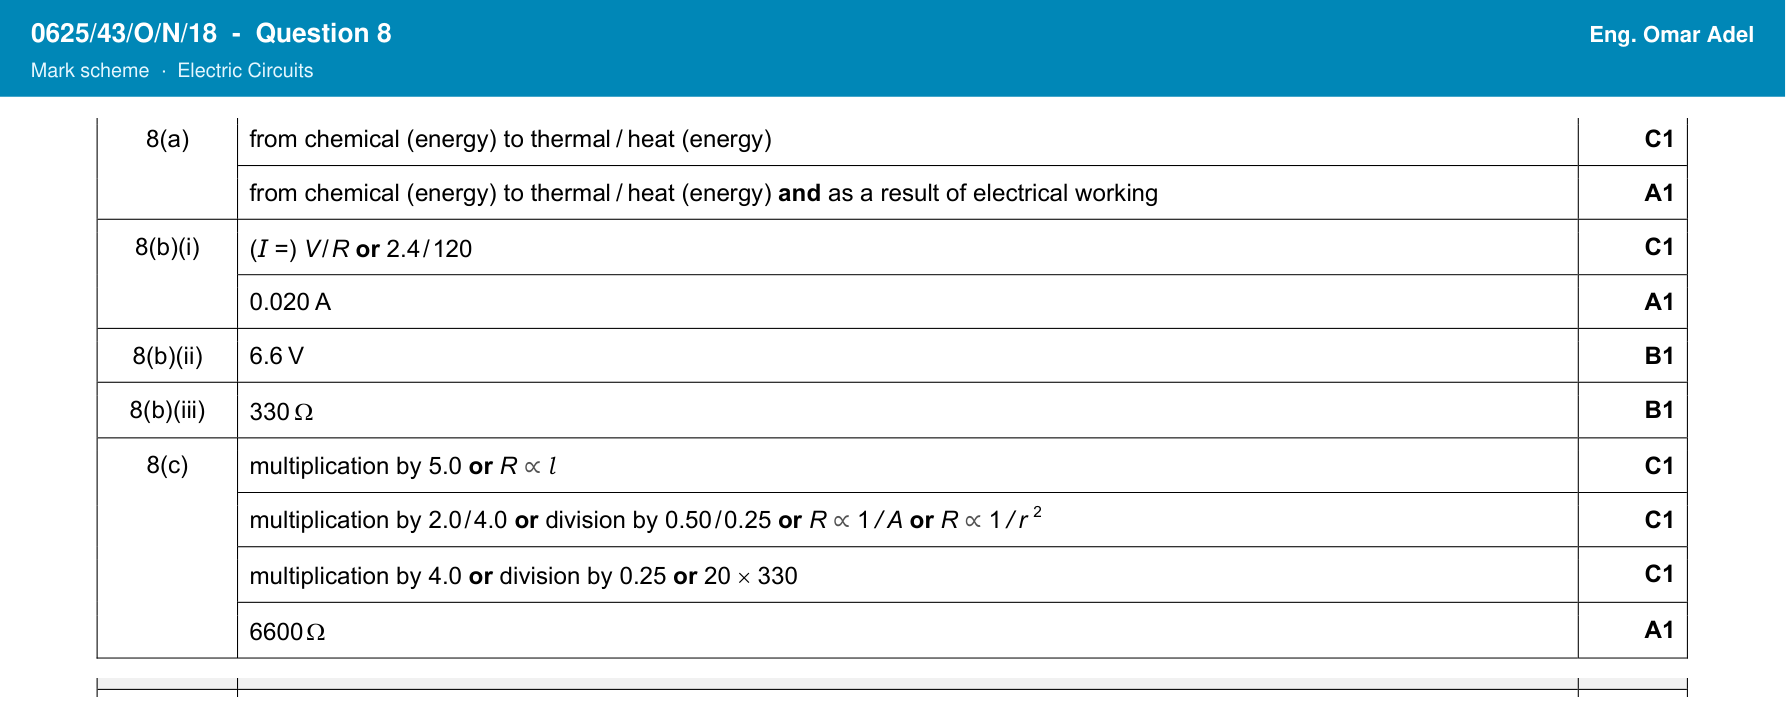 0625/43/O/N/18 - Question 8
Eng. Omar Adel
Mark scheme · Electric Circuits
8(a) from chemical (energy) to thermal / heat (energy) C1
from chemical (energy) to thermal / heat (energy) and as a result of electrical working A1
8(b)(i) (I =) V/R or 2.4/120 C1
0.020 A A1
8(b)(ii) 6.6 V B1
8(b)(iii) 330 Ω B1
8(c) multiplication by 5.0 or R ∝ l C1
multiplication by 2.0/4.0 or division by 0.50/0.25 or R ∝ 1/A or R ∝ 1/r² C1
multiplication by 4.0 or division by 0.25 or 20 × 330 C1
6600 Ω A1